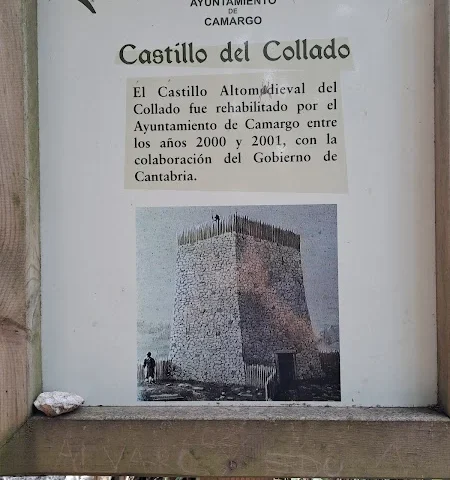 AYUNTAMIENTO
DE
CAMARGO
Castillo del Collado
El Castillo Altomedieval del
Collado fue rehabilitado por el
Ayuntamiento de Camargo entre
los años 2000 y 2001, con la
colaboración del Gobierno de
Cantabria.